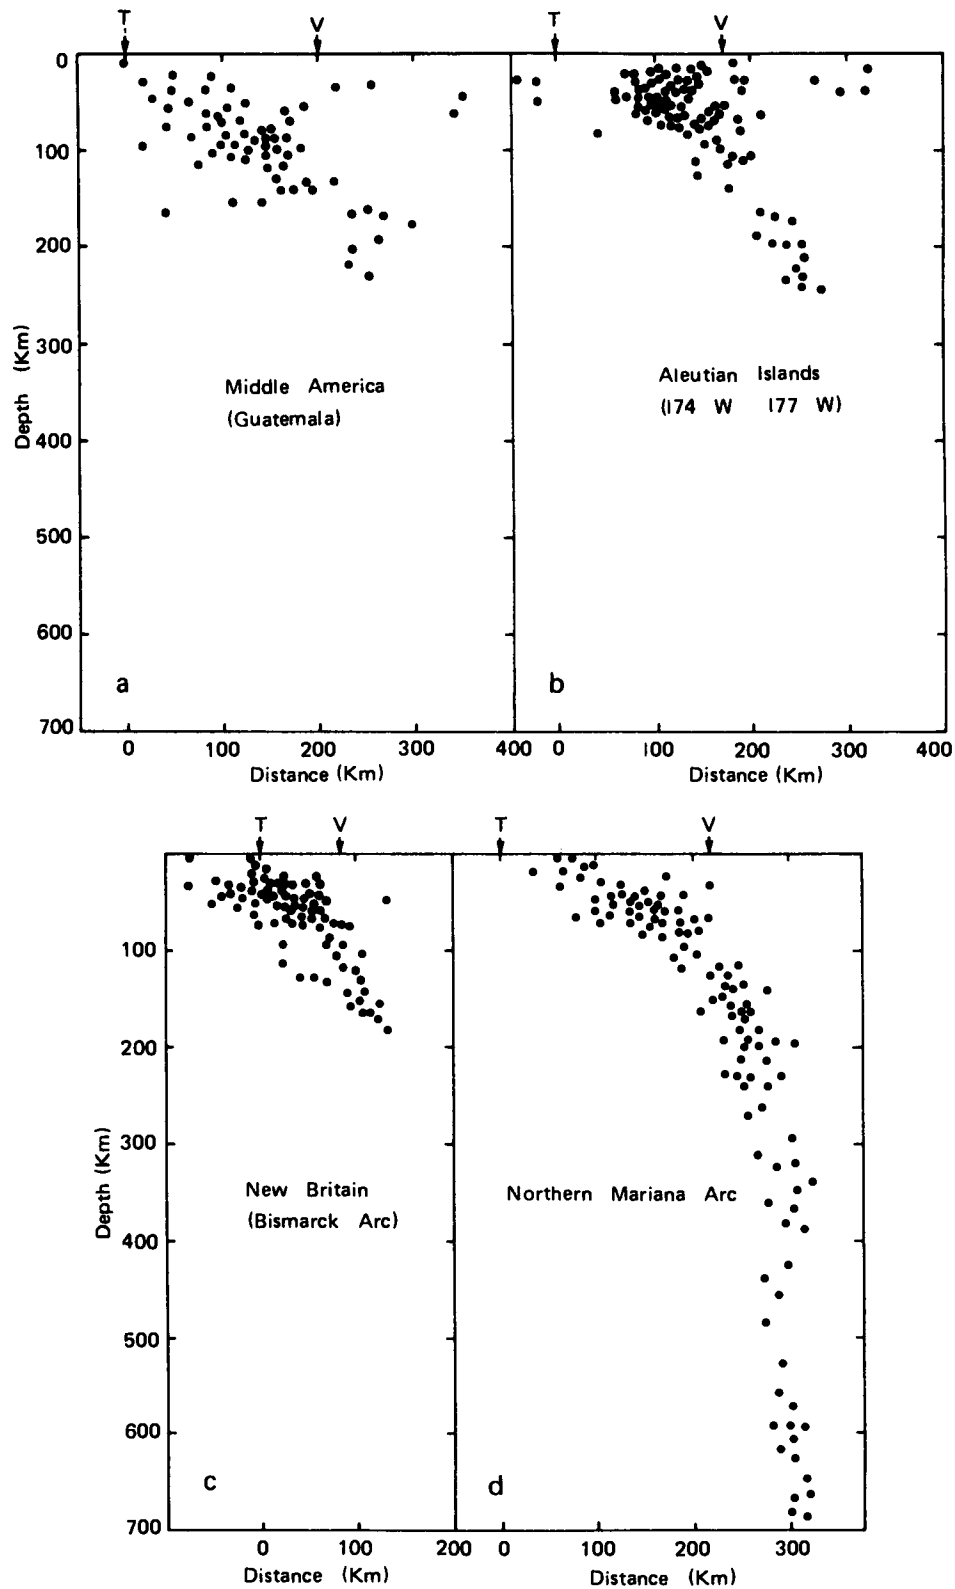 T V T V
0
100
200
300
400
500
600
700
Depth (Km)
Middle America
(Guatemala)
Aleutian Islands
(174 W 177 W)
a b
0 100 200 300 400 0 100 200 300 400
Distance (Km) Distance (Km)
T V T V
100
200
300
400
500
600
700
Depth (Km)
New Britain
(Bismarck Arc)
Northern Mariana Arc
c d
0 100 200 0 100 200 300
Distance (Km) Distance (Km)